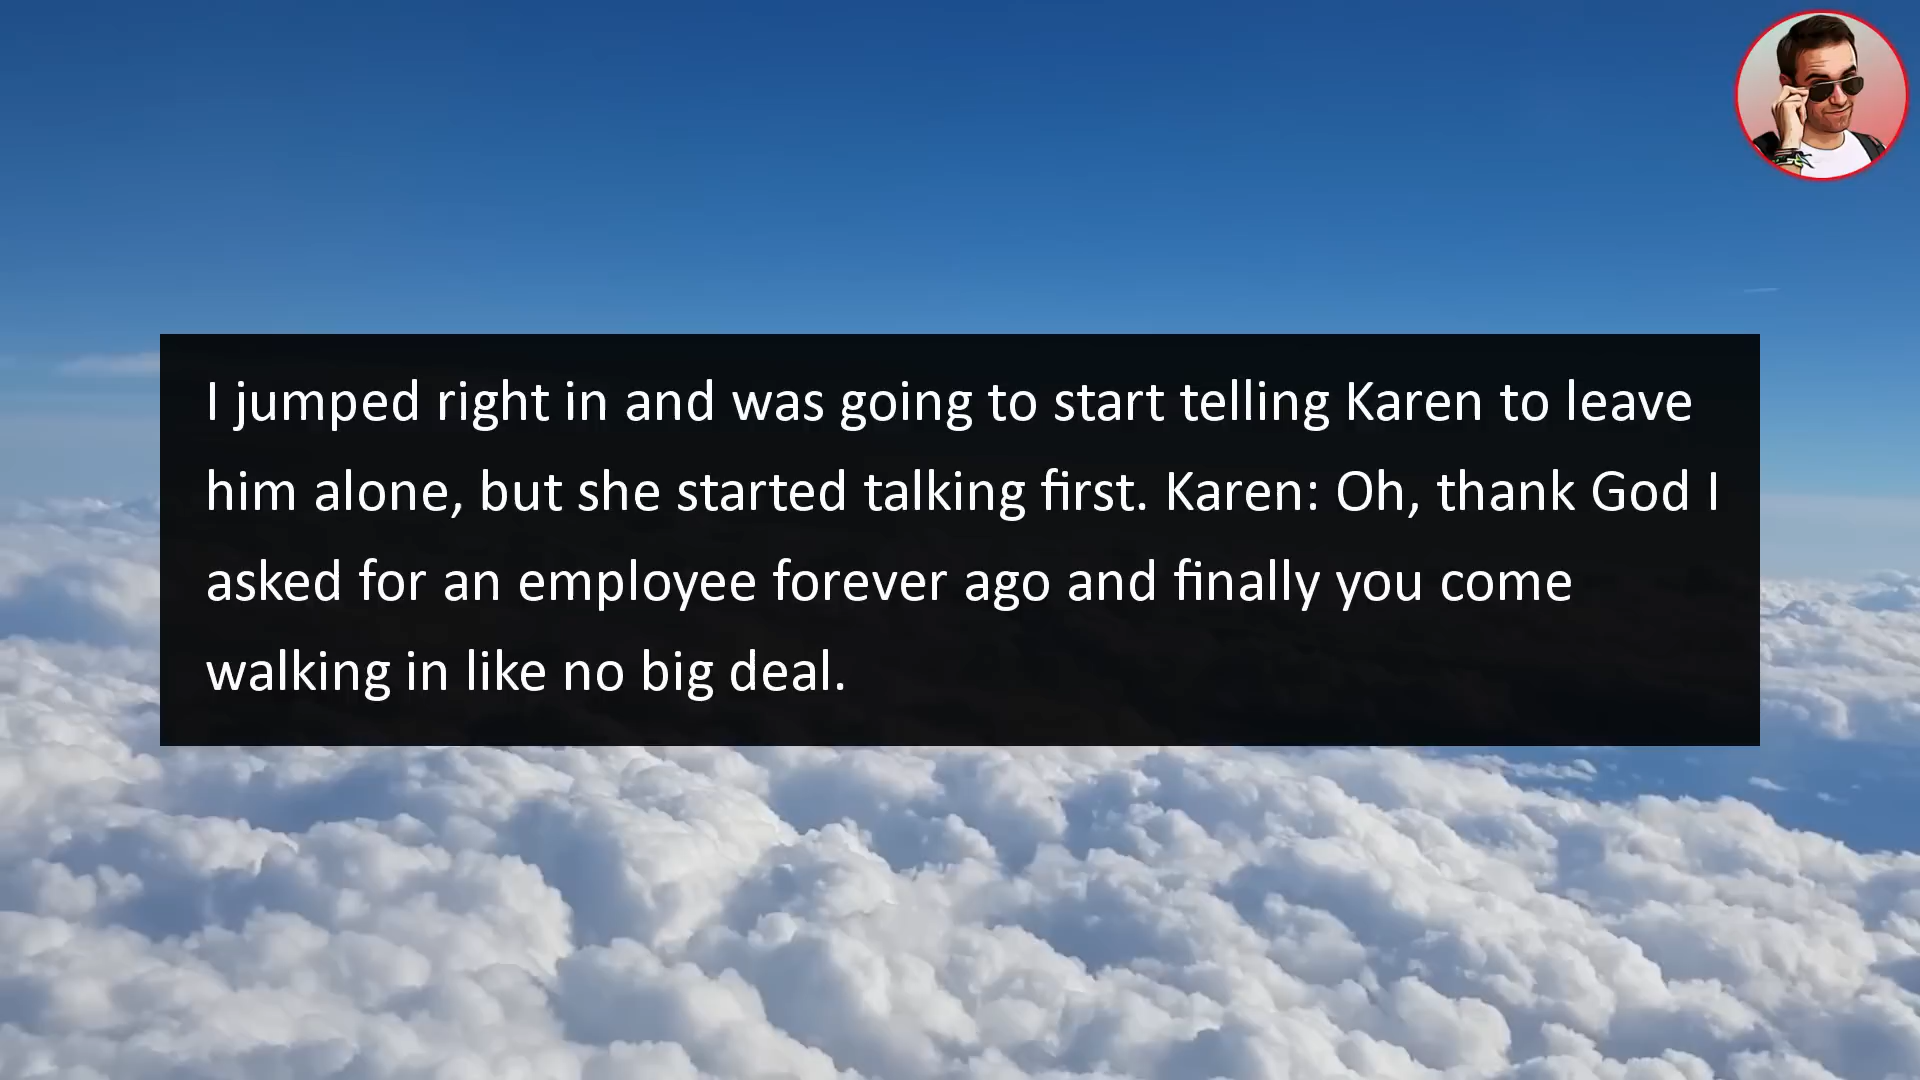 I jumped right in and was going to start telling Karen to leave
him alone, but she started talking first. Karen: Oh, thank God I
asked for an employee forever ago and finally you come
walking in like no big deal.